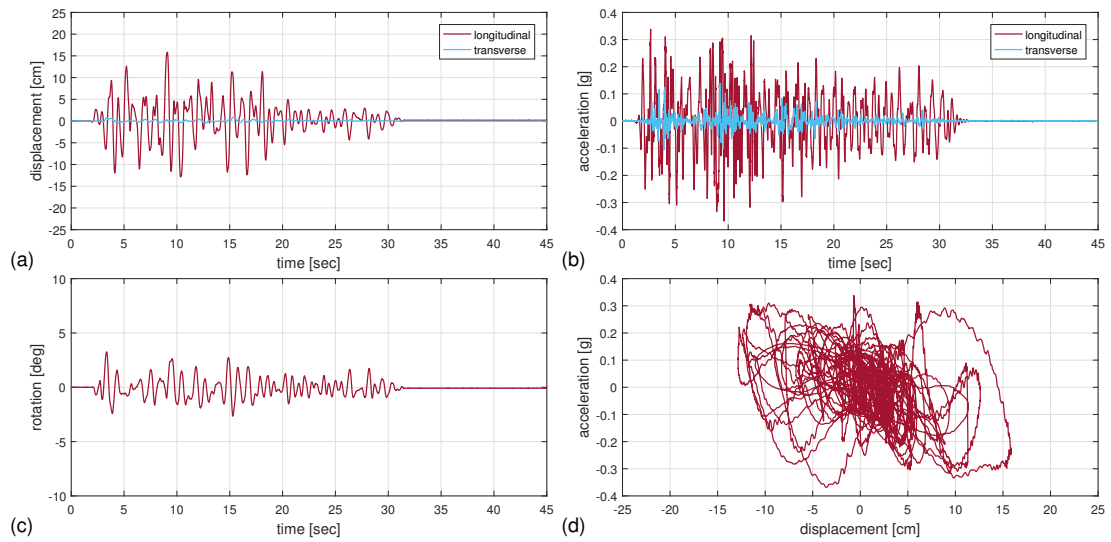 25
20
15
10
5
0
-5
-10
-15
-20
-25
displacement [cm]
longitudinal
transverse
0 5 10 15 20 25 30 35 40 45
time [sec]
(a)
0.4
0.3
0.2
0.1
0
-0.1
-0.2
-0.3
-0.4
acceleration [g]
longitudinal
transverse
0 5 10 15 20 25 30 35 40 45
time [sec]
(b)
10
5
0
-5
-10
rotation [deg]
0 5 10 15 20 25 30 35 40 45
time [sec]
(c)
0.4
0.3
0.2
0.1
0
-0.1
-0.2
-0.3
-0.4
acceleration [g]
-25 -20 -15 -10 -5 0 5 10 15 20 25
displacement [cm]
(d)